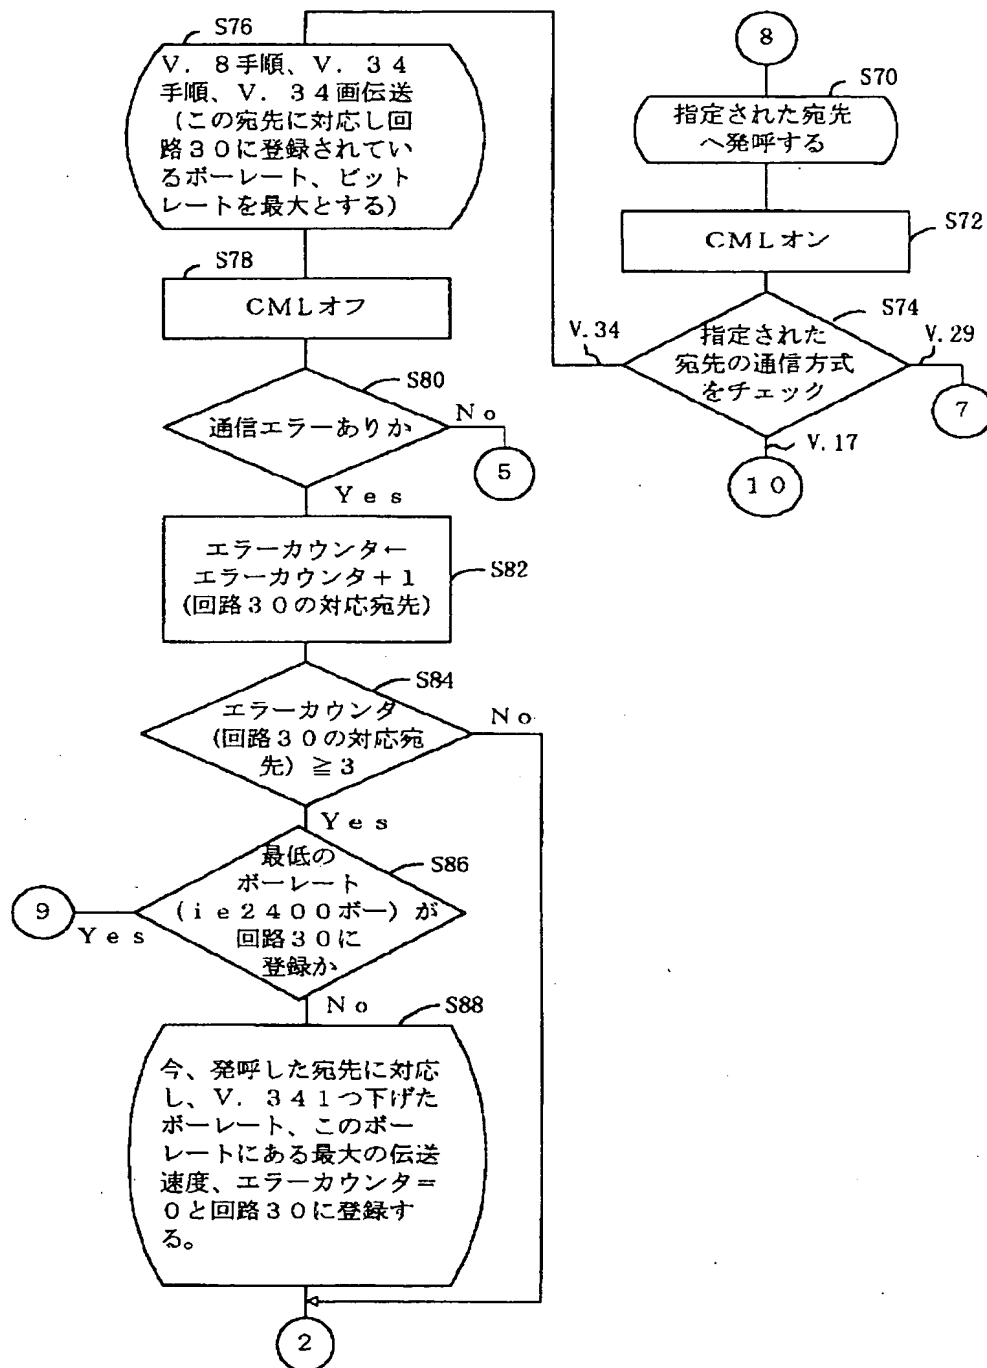 8
S70
指定された宛先
へ発呼する
S72
CMLオン
S74
指定された
宛先の通信方式
をチェック
V.34
V.29
7
V.17
10
S76
V. 8手順、V. 34
手順、V. 34画伝送
(この宛先に対応し回
路30に登録されてい
るボーレート、ビット
レートを最大とする)
S78
CMLオフ
S80
通信エラーありか
No
5
Yes
エラーカウンタ←
エラーカウンタ+1
(回路30の対応宛先)
S82
S84
エラーカウンタ
(回路30の対応宛
先)≧3
No
Yes
S86
最低の
ボーレート
(ie2400ボー)が
回路30に
登録か
9
Yes
No
S88
今、発呼した宛先に対応
し、V. 341つ下げた
ボーレート、このボー
レートにある最大の伝送
速度、エラーカウンタ=
0と回路30に登録す
る。
2